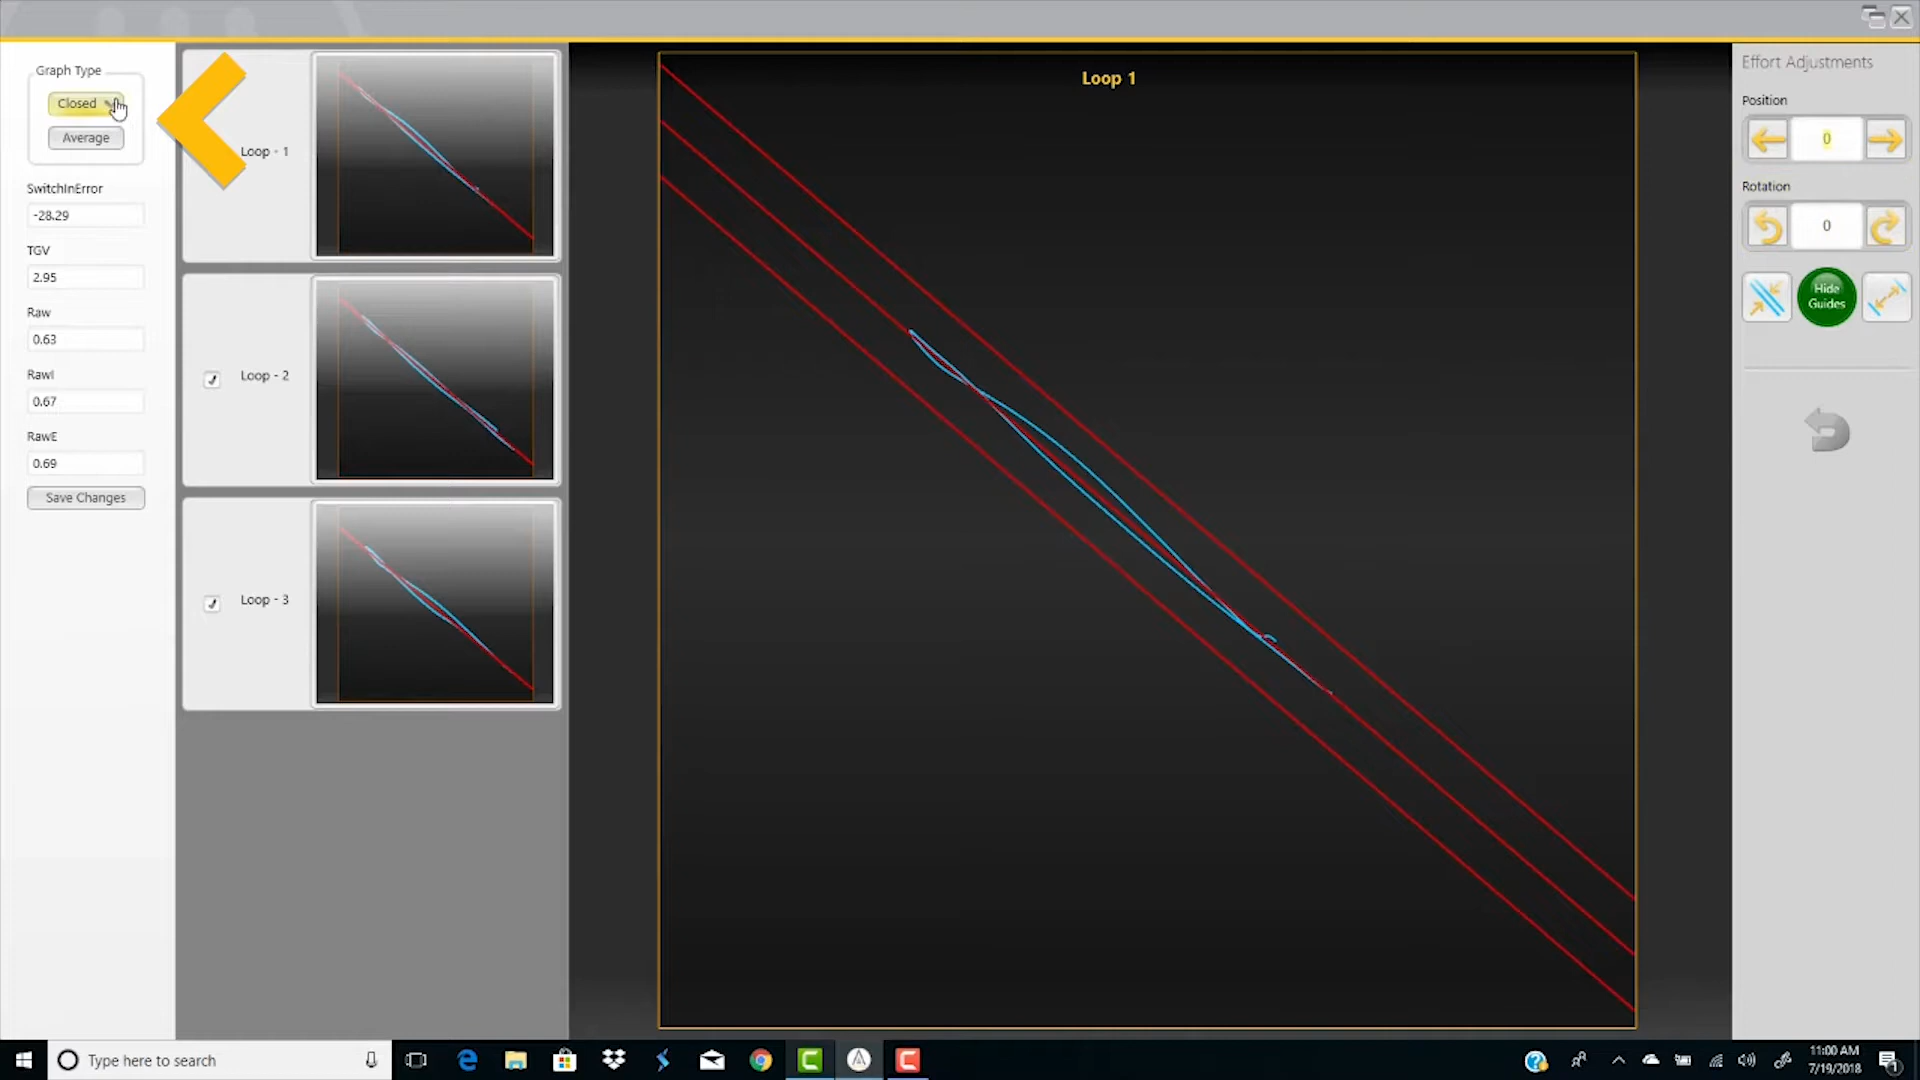 Graph Type
Closed
Average
SwitchInError
-28.29
TGV
2.95
Raw
0.63
RawI
0.67
RawE
0.69
Save Changes
Loop - 1
Loop - 2
Loop - 3
Loop 1
Effort Adjustments
Position
0
Rotation
0
Hide
Guides
Type here to search
11:00 AM
7/19/2018
1